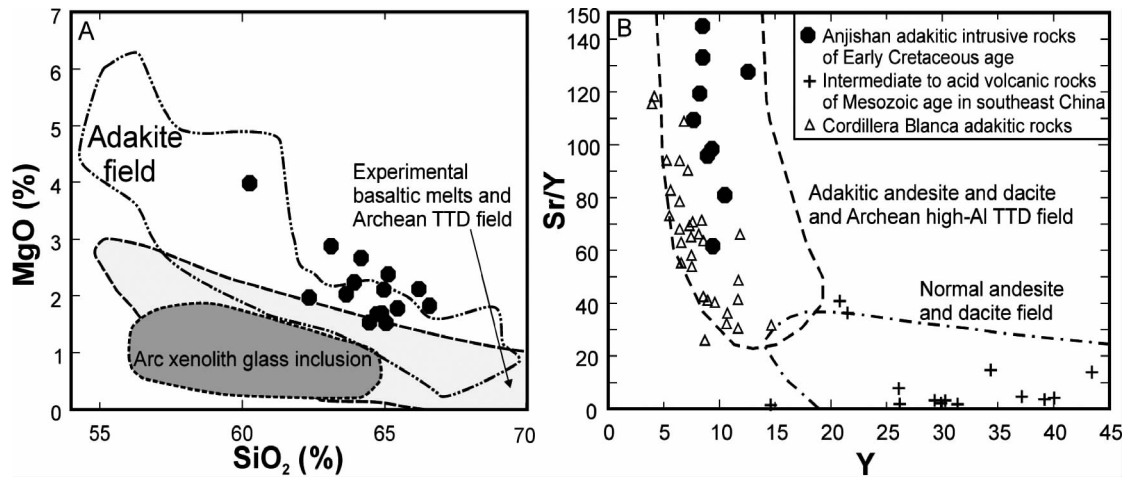 A
7
6
5
4
3
2
1
0
MgO (%)
Adakite
field
Experimental
basaltic melts and
Archean TTD field
Arc xenolith glass inclusion
55
60
65
70
SiO2 (%)
B
150
140
120
100
80
60
40
20
0
Sr/Y
Anjishan adakitic intrusive rocks
of Early Cretaceous age
Intermediate to acid volcanic rocks
of Mesozoic age in southeast China
Cordillera Blanca adakitic rocks
Adakitic andesite and dacite
and Archean high-Al TTD field
Normal andesite
and dacite field
0
5
10
15
20
25
30
35
40
45
Y